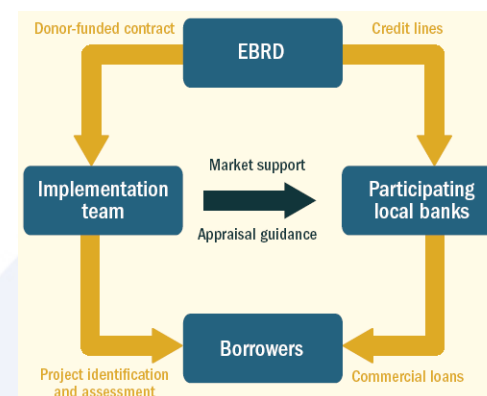 Donor-funded contract
EBRD
Credit lines
Market support
Implementation
team
Participating
local banks
Appraisal guidance
Borrowers
Project identification
and assessment
Commercial loans